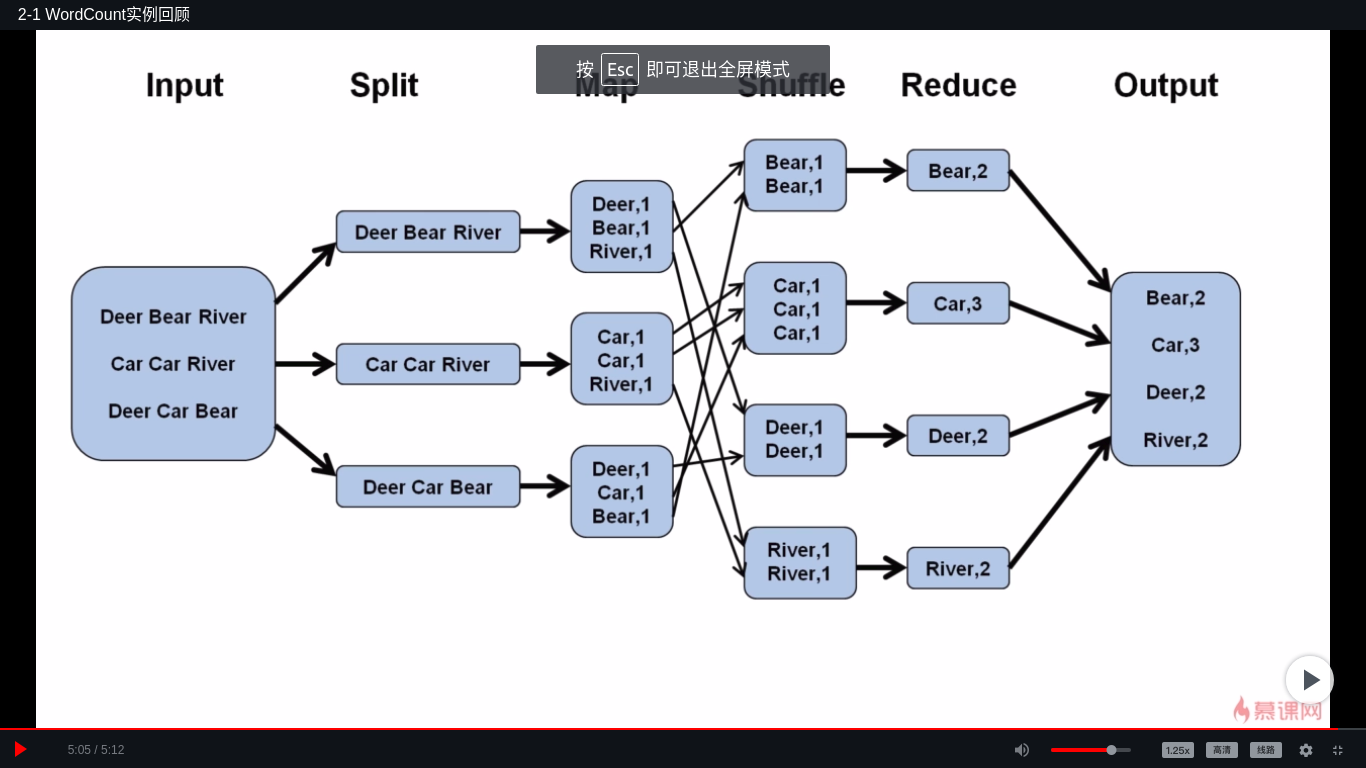 2-1 WordCount实例回顾
按 Esc 即可退出全屏模式
Input
Split
Map
Shuffle
Reduce
Output
Deer Bear River
Car Car River
Deer Car Bear
Deer Bear River
Car Car River
Deer Car Bear
Deer,1
Bear,1
River,1
Car,1
Car,1
River,1
Deer,1
Car,1
Bear,1
Bear,1
Bear,1
Car,1
Car,1
Car,1
Deer,1
Deer,1
River,1
River,1
Bear,2
Car,3
Deer,2
River,2
Bear,2
Car,3
Deer,2
River,2
慕课网
5:05 / 5:12
1.25x
高清
线路